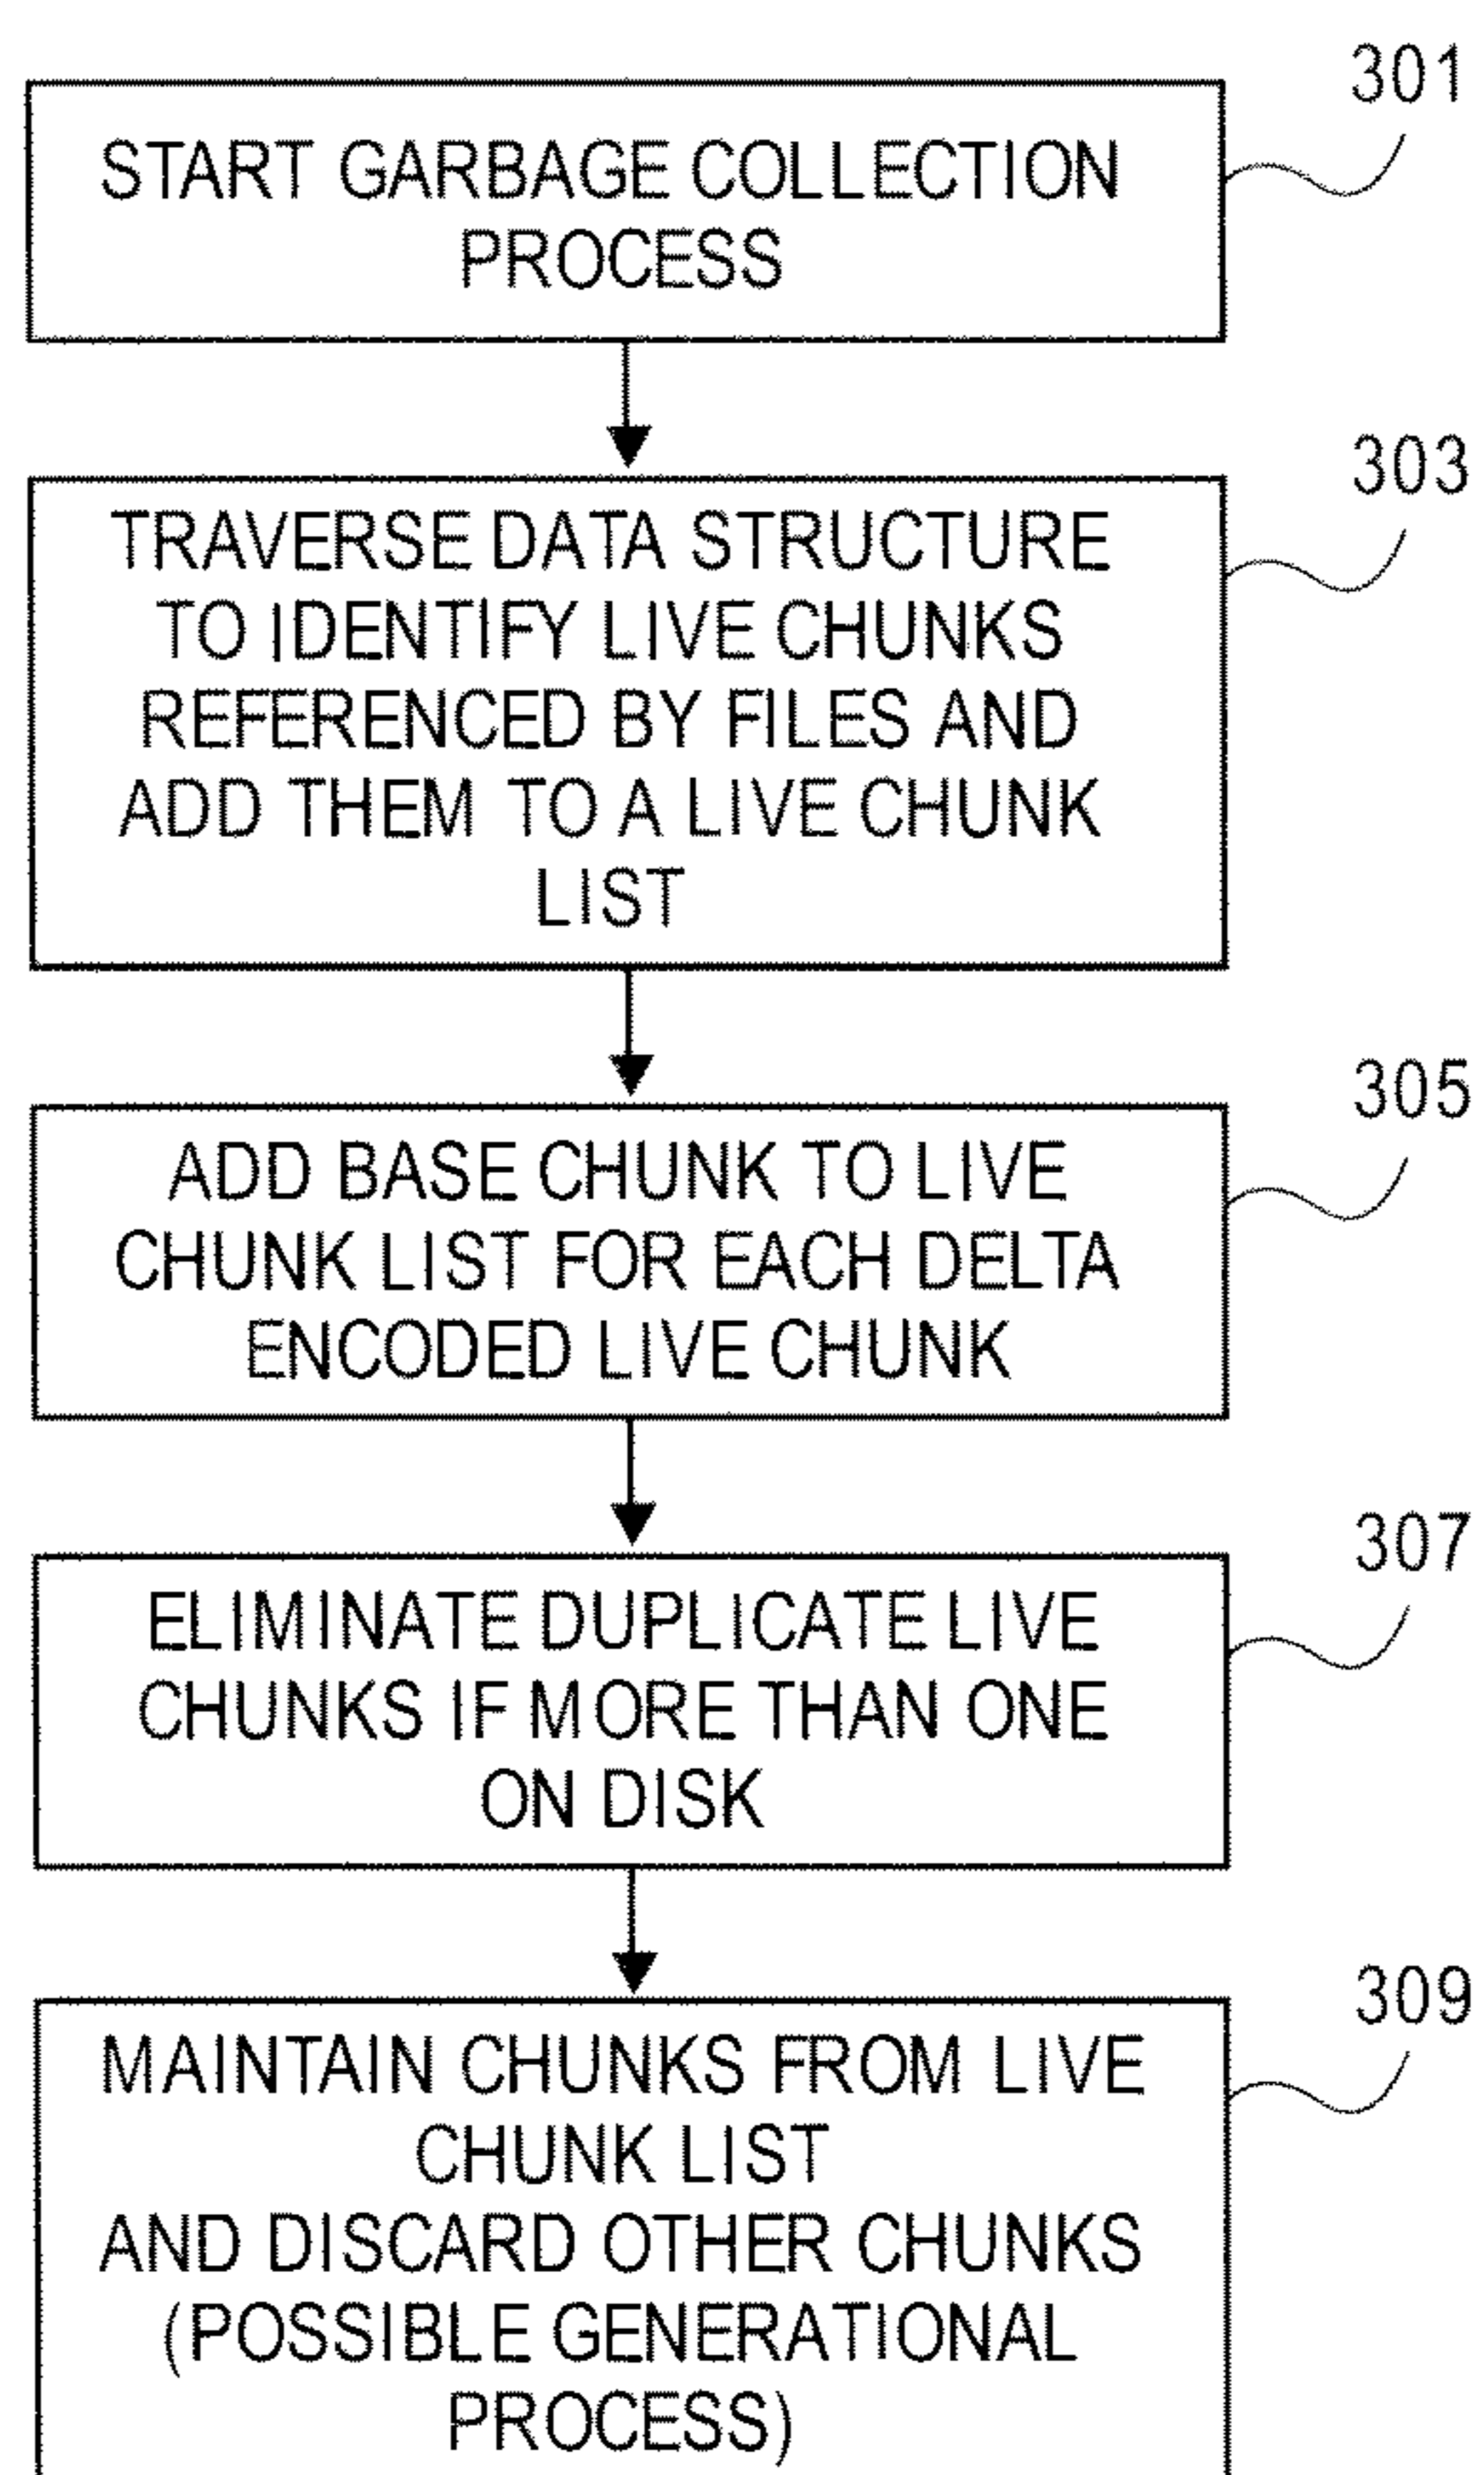 301
START GARBAGE COLLECTION
PROCESS
303
TRAVERSE DATA STRUCTURE
TO IDENTIFY LIVE CHUNKS
REFERENCED BY FILES AND
ADD THEM TO A LIVE CHUNK
LIST
305
ADD BASE CHUNK TO LIVE
CHUNK LIST FOR EACH DELTA
ENCODED LIVE CHUNK
307
ELIMINATE DUPLICATE LIVE
CHUNKS IF MORE THAN ONE
ON DISK
309
MAINTAIN CHUNKS FROM LIVE
CHUNK LIST
AND DISCARD OTHER CHUNKS
(POSSIBLE GENERATIONAL
PROCESS)